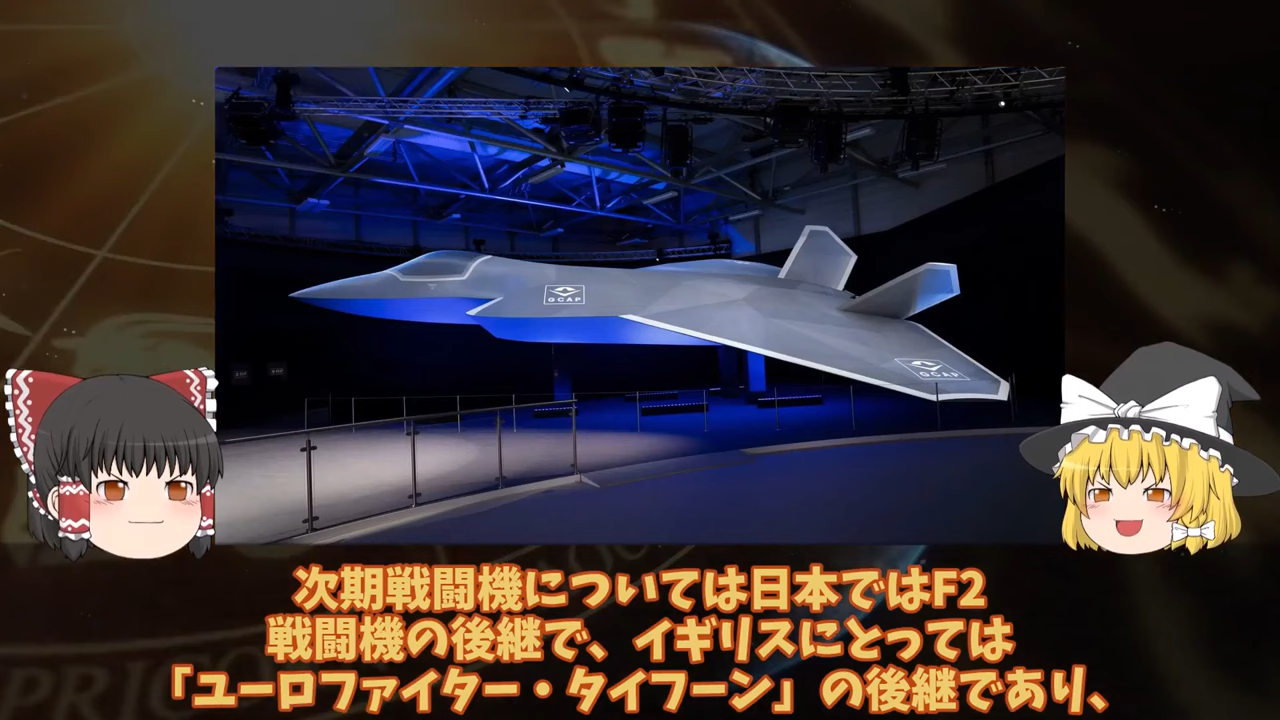 GCAP
GCAP
次期戦闘機については日本ではF2
戦闘機の後継で、イギリスにとっては
「ユーロファイター・タイフーン」の後継であり、